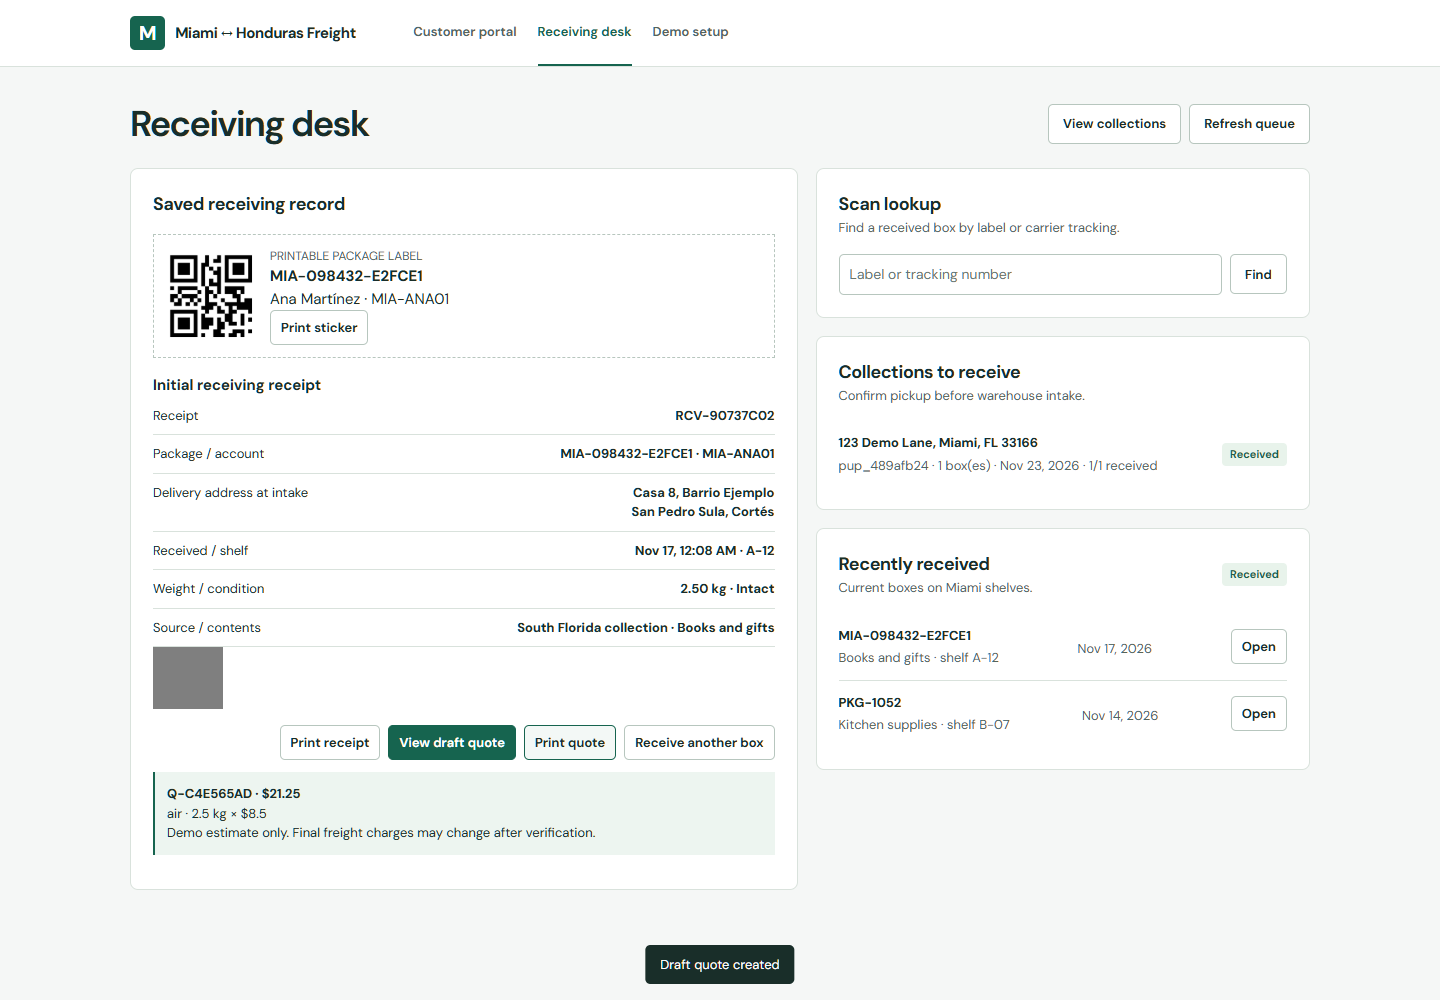 M
Miami ↔ Honduras Freight
Customer portal
Receiving desk
Demo setup
Receiving desk
View collections
Refresh queue
Saved receiving record
PRINTABLE PACKAGE LABEL
MIA-098432-E2FCE1
Ana Martínez · MIA-ANA01
Print sticker
Initial receiving receipt
Receipt RCV-90737C02
Package / account MIA-098432-E2FCE1 · MIA-ANA01
Delivery address at intake Casa 8, Barrio Ejemplo
San Pedro Sula, Cortés
Received / shelf Nov 17, 12:08 AM · A-12
Weight / condition 2.50 kg · Intact
Source / contents South Florida collection · Books and gifts
Print receipt
View draft quote
Print quote
Receive another box
Q-C4E565AD · $21.25
air · 2.5 kg × $8.5
Demo estimate only. Final freight charges may change after verification.
Scan lookup
Find a received box by label or carrier tracking.
Label or tracking number
Find
Collections to receive
Confirm pickup before warehouse intake.
123 Demo Lane, Miami, FL 33166
pup_489afb24 · 1 box(es) · Nov 23, 2026 · 1/1 received
Received
Recently received
Current boxes on Miami shelves.
Received
MIA-098432-E2FCE1
Books and gifts · shelf A-12
Nov 17, 2026
Open
PKG-1052
Kitchen supplies · shelf B-07
Nov 14, 2026
Open
Draft quote created